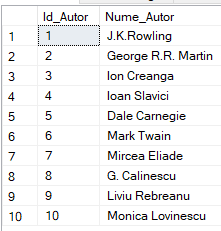 Id_Autor Nume_Autor
1 1 J.K.Rowling
2 2 George R.R. Martin
3 3 Ion Creanga
4 4 Ioan Slavici
5 5 Dale Carnegie
6 6 Mark Twain
7 7 Mircea Eliade
8 8 G. Calinescu
9 9 Liviu Rebreanu
10 10 Monica Lovinescu